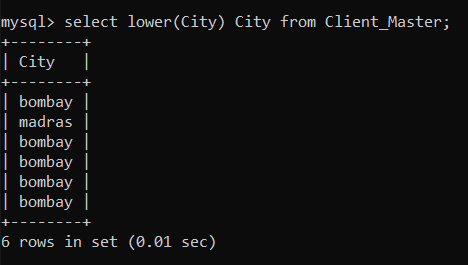 mysql> select lower(City) City from Client_Master;
+--------+
| City   |
+--------+
| bombay |
| madras |
| bombay |
| bombay |
| bombay |
| bombay |
+--------+
6 rows in set (0.01 sec)